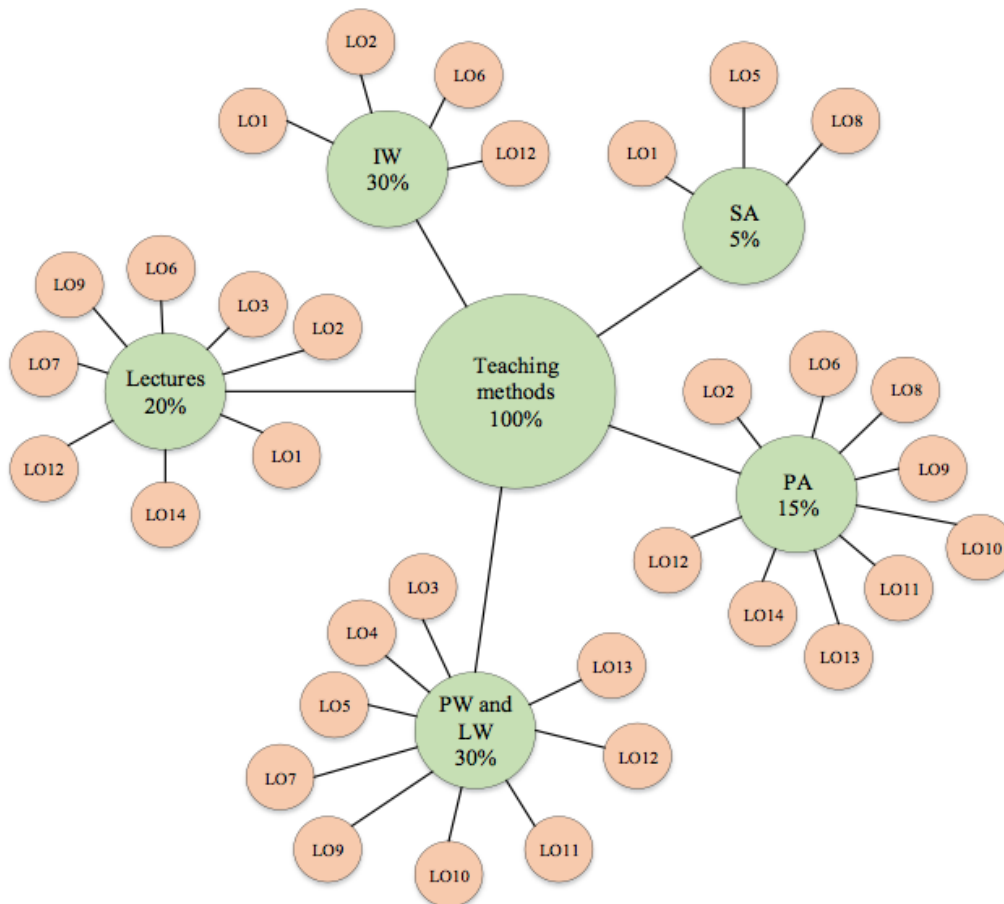 LO2
LO6
LO1
LO12
IW
30%
LO5
LO8
LO1
SA
5%
LO6
LO9
LO3
LO2
LO7
Lectures
20%
LO1
LO12
LO14
Teaching
methods
100%
LO6
LO2
LO8
LO9
PA
15%
LO10
LO12
LO11
LO14
LO13
LO3
LO4
LO13
LO5
PW and
LW
30%
LO12
LO7
LO9
LO11
LO10